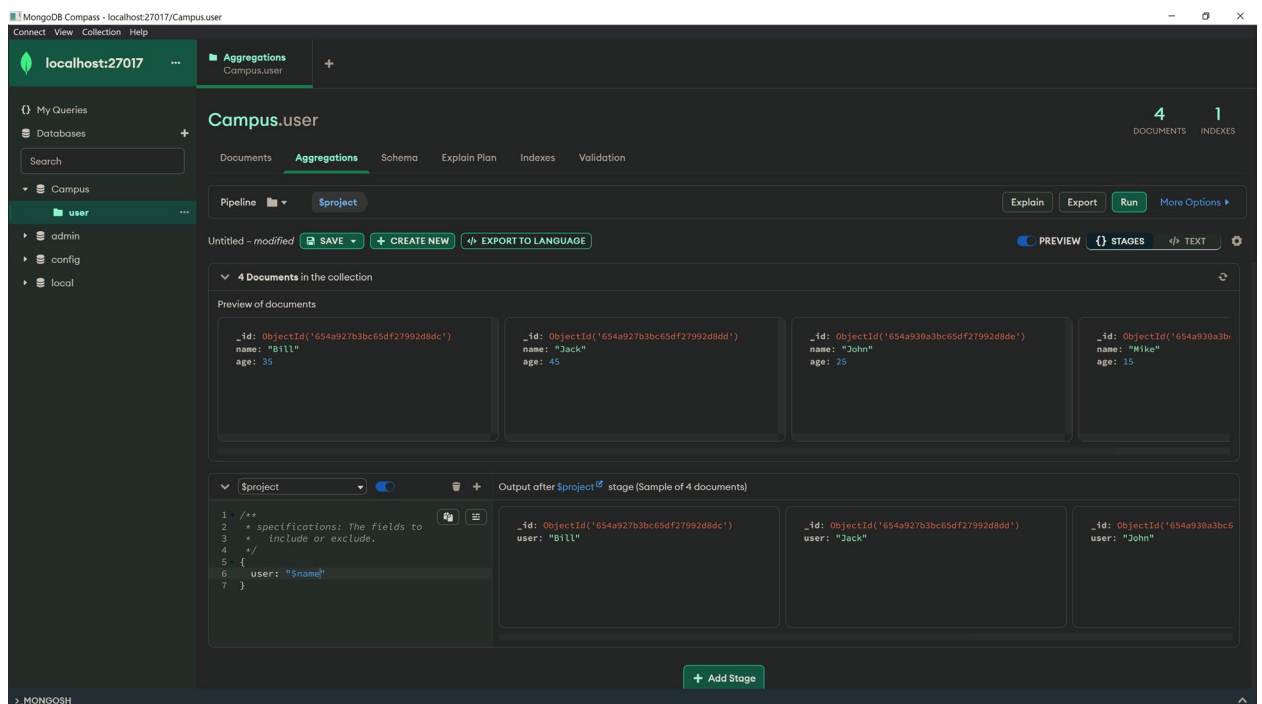 MongoDB Compass - localhost:27017/Campus.user
Connect View Collection Help
localhost:27017 ...
Aggregations
Campus.user
+
{} My Queries
Databases +
Search
Campus
user ...
admin
config
local
Campus.user
4
DOCUMENTS
1
INDEXES
Documents Aggregations Schema Explain Plan Indexes Validation
Pipeline $project Explain Export Run More Options
Untitled – modified SAVE + CREATE NEW </> EXPORT TO LANGUAGE PREVIEW {} STAGES </> TEXT
4 Documents in the collection
Preview of documents
_id: ObjectId('654a927b3bc65df27992d8dc')
name: "Bill"
age: 35
_id: ObjectId('654a927b3bc65df27992d8dd')
name: "Jack"
age: 45
_id: ObjectId('654a930a3bc65df27992d8de')
name: "John"
age: 25
_id: ObjectId('654a930a3b
name: "Mike"
age: 15
$project +
Output after $project stage (Sample of 4 documents)
1 /**
2 * specifications: The fields to
3 * include or exclude.
4 */
5 {
6 user: "$name"
7 }
_id: ObjectId('654a927b3bc65df27992d8dc')
user: "Bill"
_id: ObjectId('654a927b3bc65df27992d8dd')
user: "Jack"
_id: ObjectId('654a930a3bc6
user: "John"
+ Add Stage
> MONGOSH